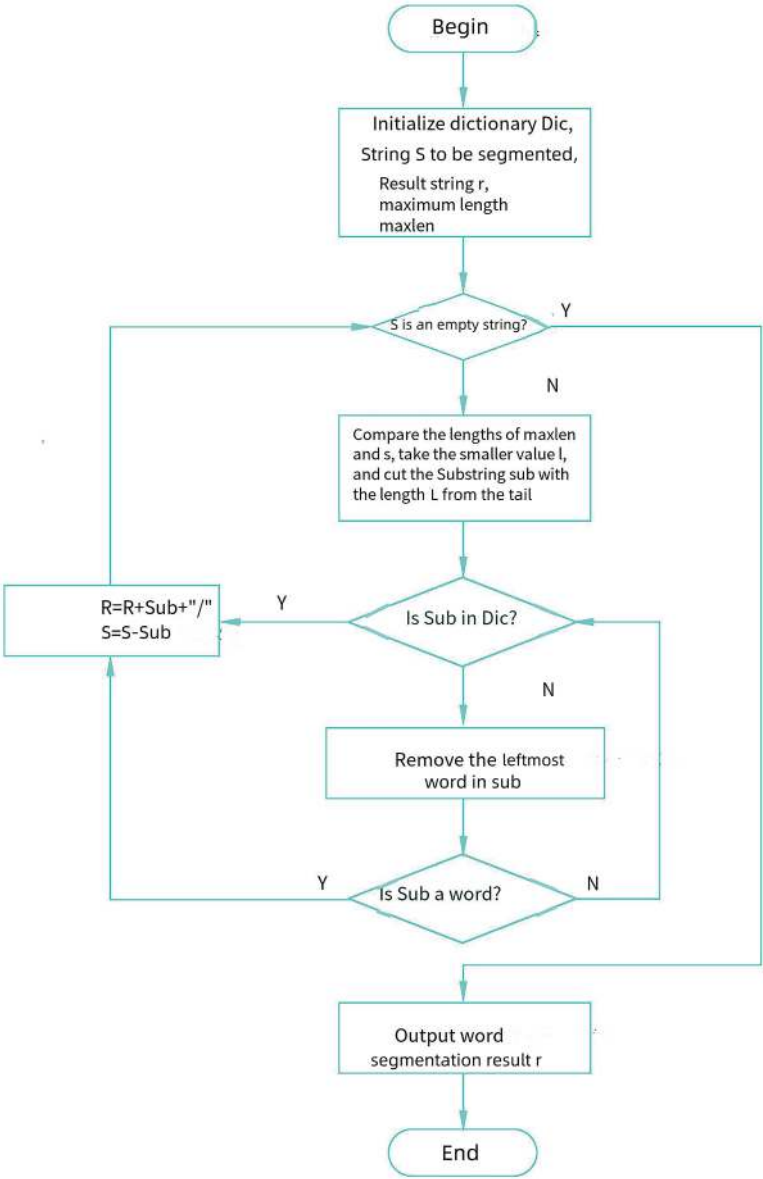 Begin
Initialize dictionary Dic,
String S to be segmented,
Result string r,
maximum length
maxlen
S is an empty string?
Y
N
Compare the lengths of maxlen
and s, take the smaller value l,
and cut the Substring sub with
the length L from the tail
R=R+Sub+"/"
S=S-Sub
Y
Is Sub in Dic?
N
Remove the leftmost
word in sub
Y
Is Sub a word?
N
Output word
segmentation result r
End